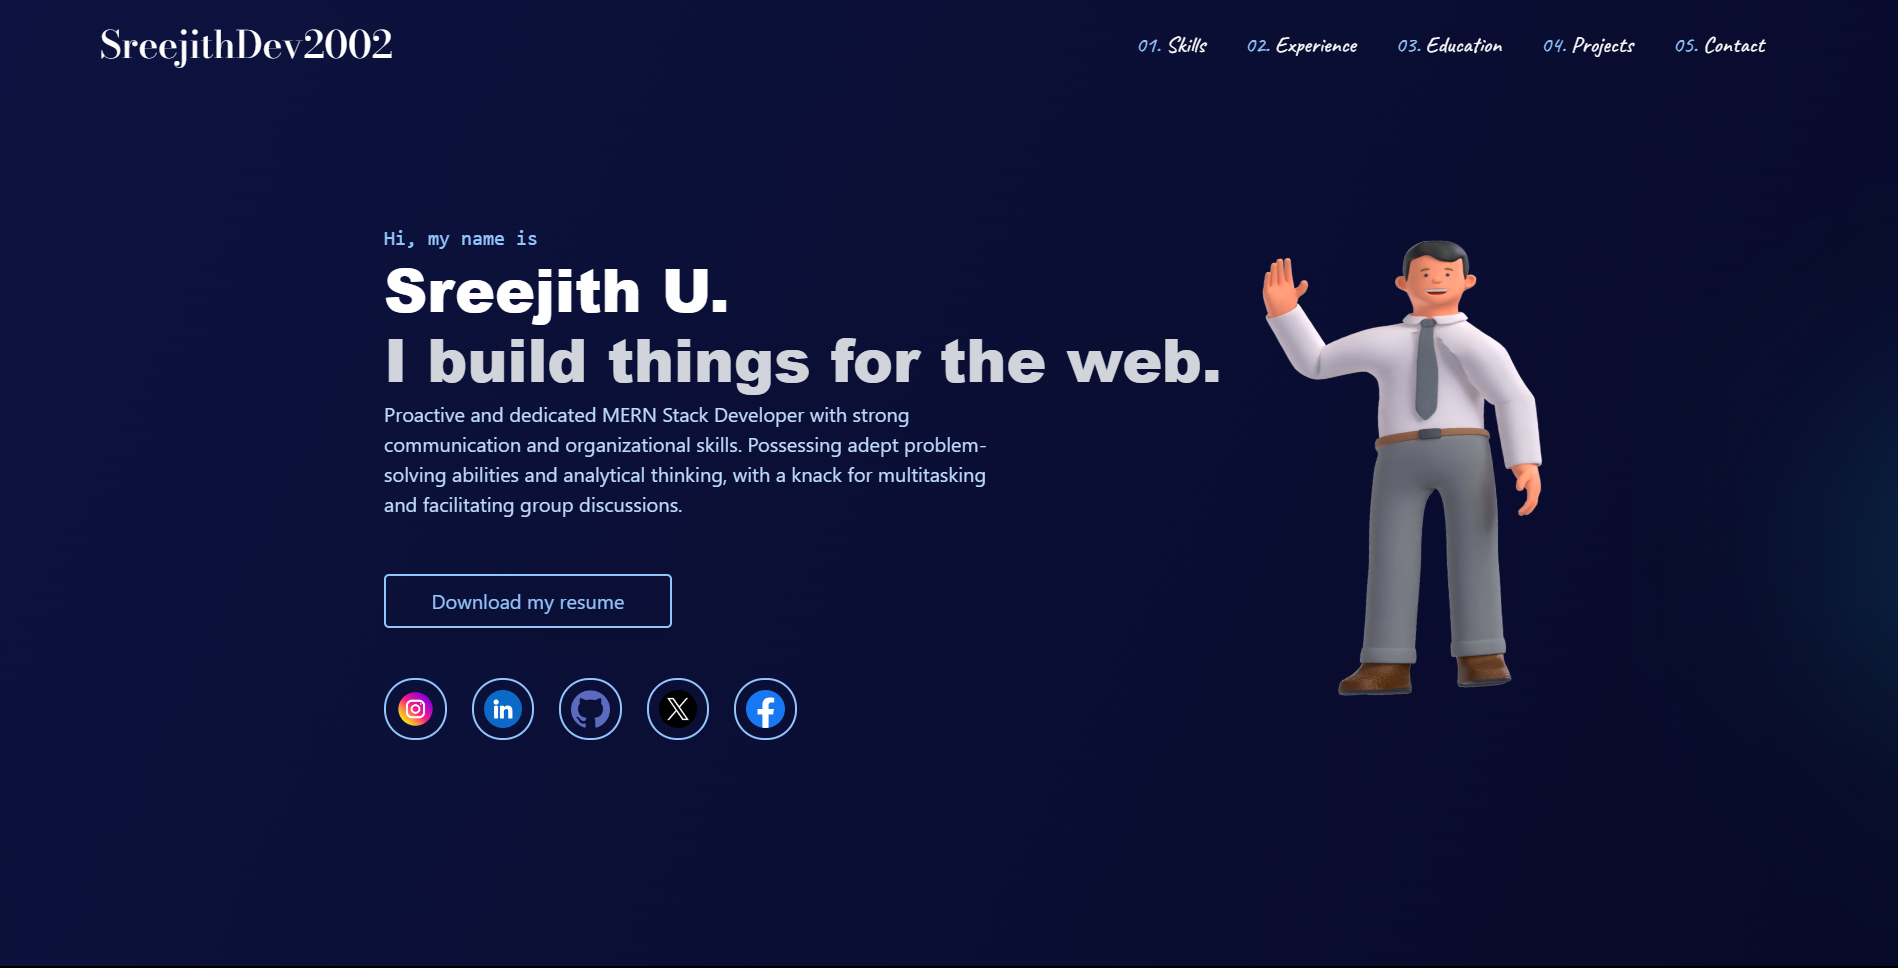 SreejithDev2002
01. Skills
02. Experience
03. Education
04. Projects
05. Contact
Hi, my name is
Sreejith U.
I build things for the web.
Proactive and dedicated MERN Stack Developer with strong
communication and organizational skills. Possessing adept problem-
solving abilities and analytical thinking, with a knack for multitasking
and facilitating group discussions.
Download my resume